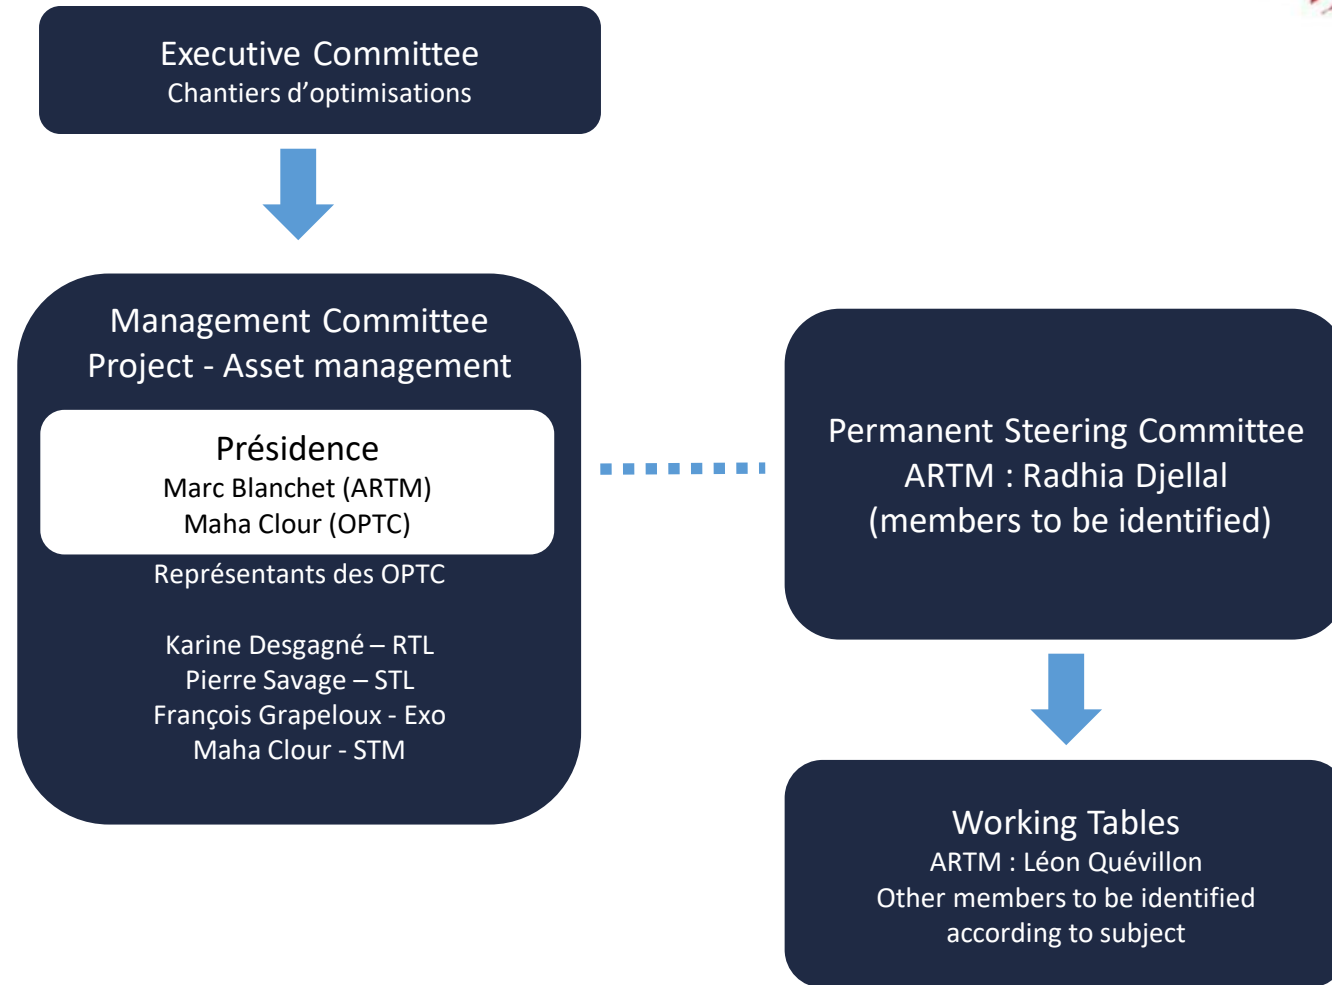 Executive Committee
Chantiers d’optimisations
Management Committee
Project - Asset management
Présidence
Marc Blanchet (ARTM)
Maha Clour (OPTC)
Représentants des OPTC
Karine Desgagné – RTL
Pierre Savage – STL
François Grapeloux - Exo
Maha Clour - STM
Permanent Steering Committee
ARTM : Radhia Djellal
(members to be identified)
Working Tables
ARTM : Léon Quévillon
Other members to be identified
according to subject